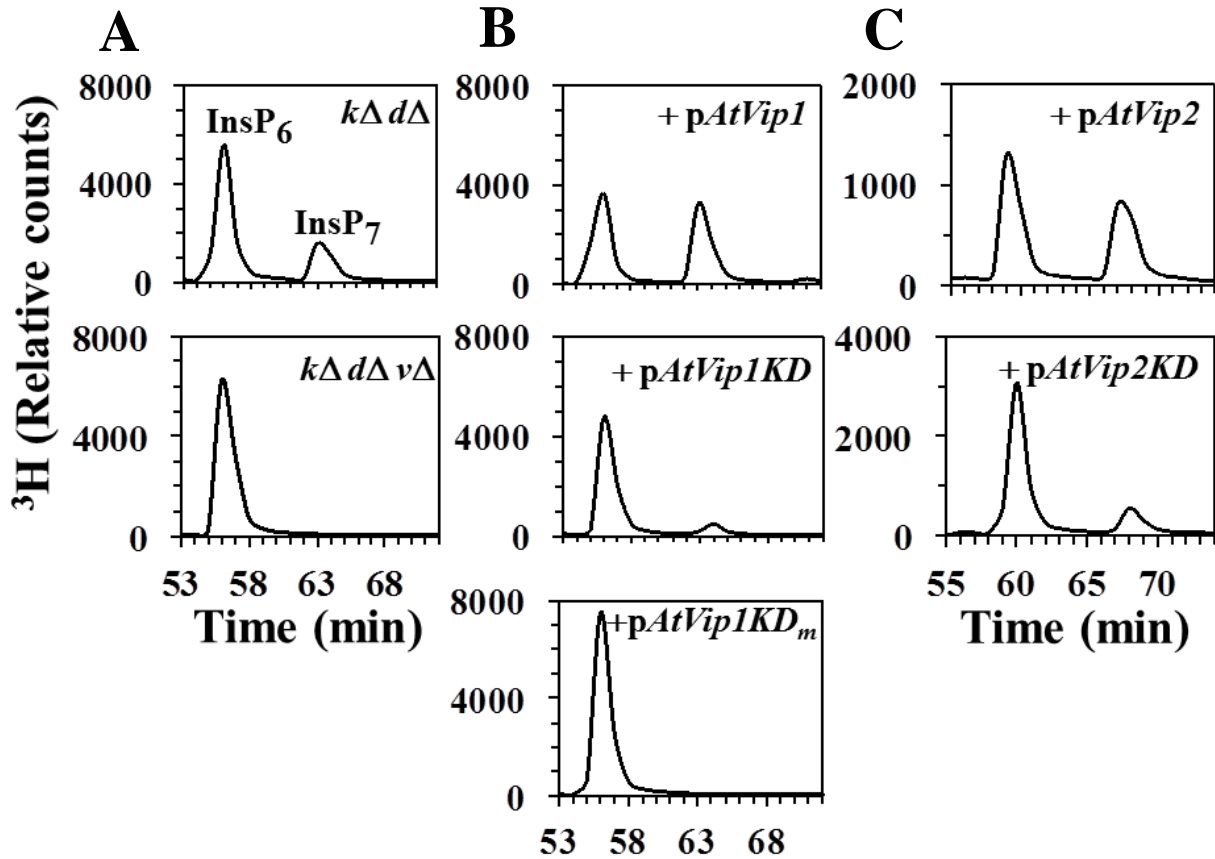 A
B
C
³H (Relative counts)
8000
4000
0
InsP₆
InsP₇
kΔ dΔ
8000
4000
0
+ pAtVip1
2000
1000
0
+ pAtVip2
8000
4000
0
kΔ dΔ vΔ
53 58 63 68
Time (min)
8000
4000
0
+ pAtVip1KD
4000
2000
0
+ pAtVip2KD
55 60 65 70
Time (min)
8000
4000
0
+pAtVip1KDₘ
53 58 63 68